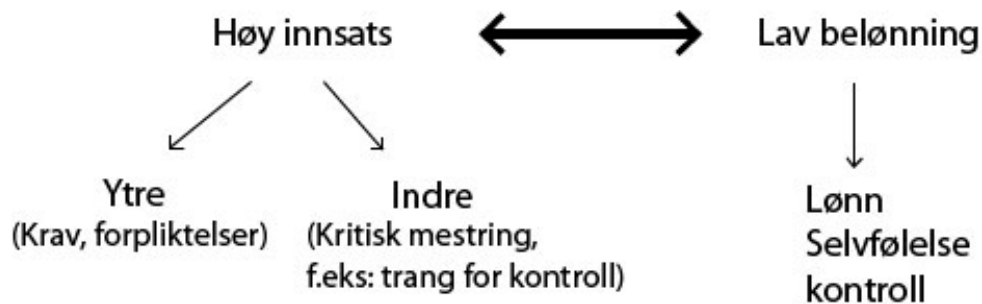 Høy innsats
Lav belønning
Ytre
(Krav, forpliktelser)
Indre
(Kritisk mestring,
f.eks: trang for kontroll)
Lønn
Selvfølelse
kontroll